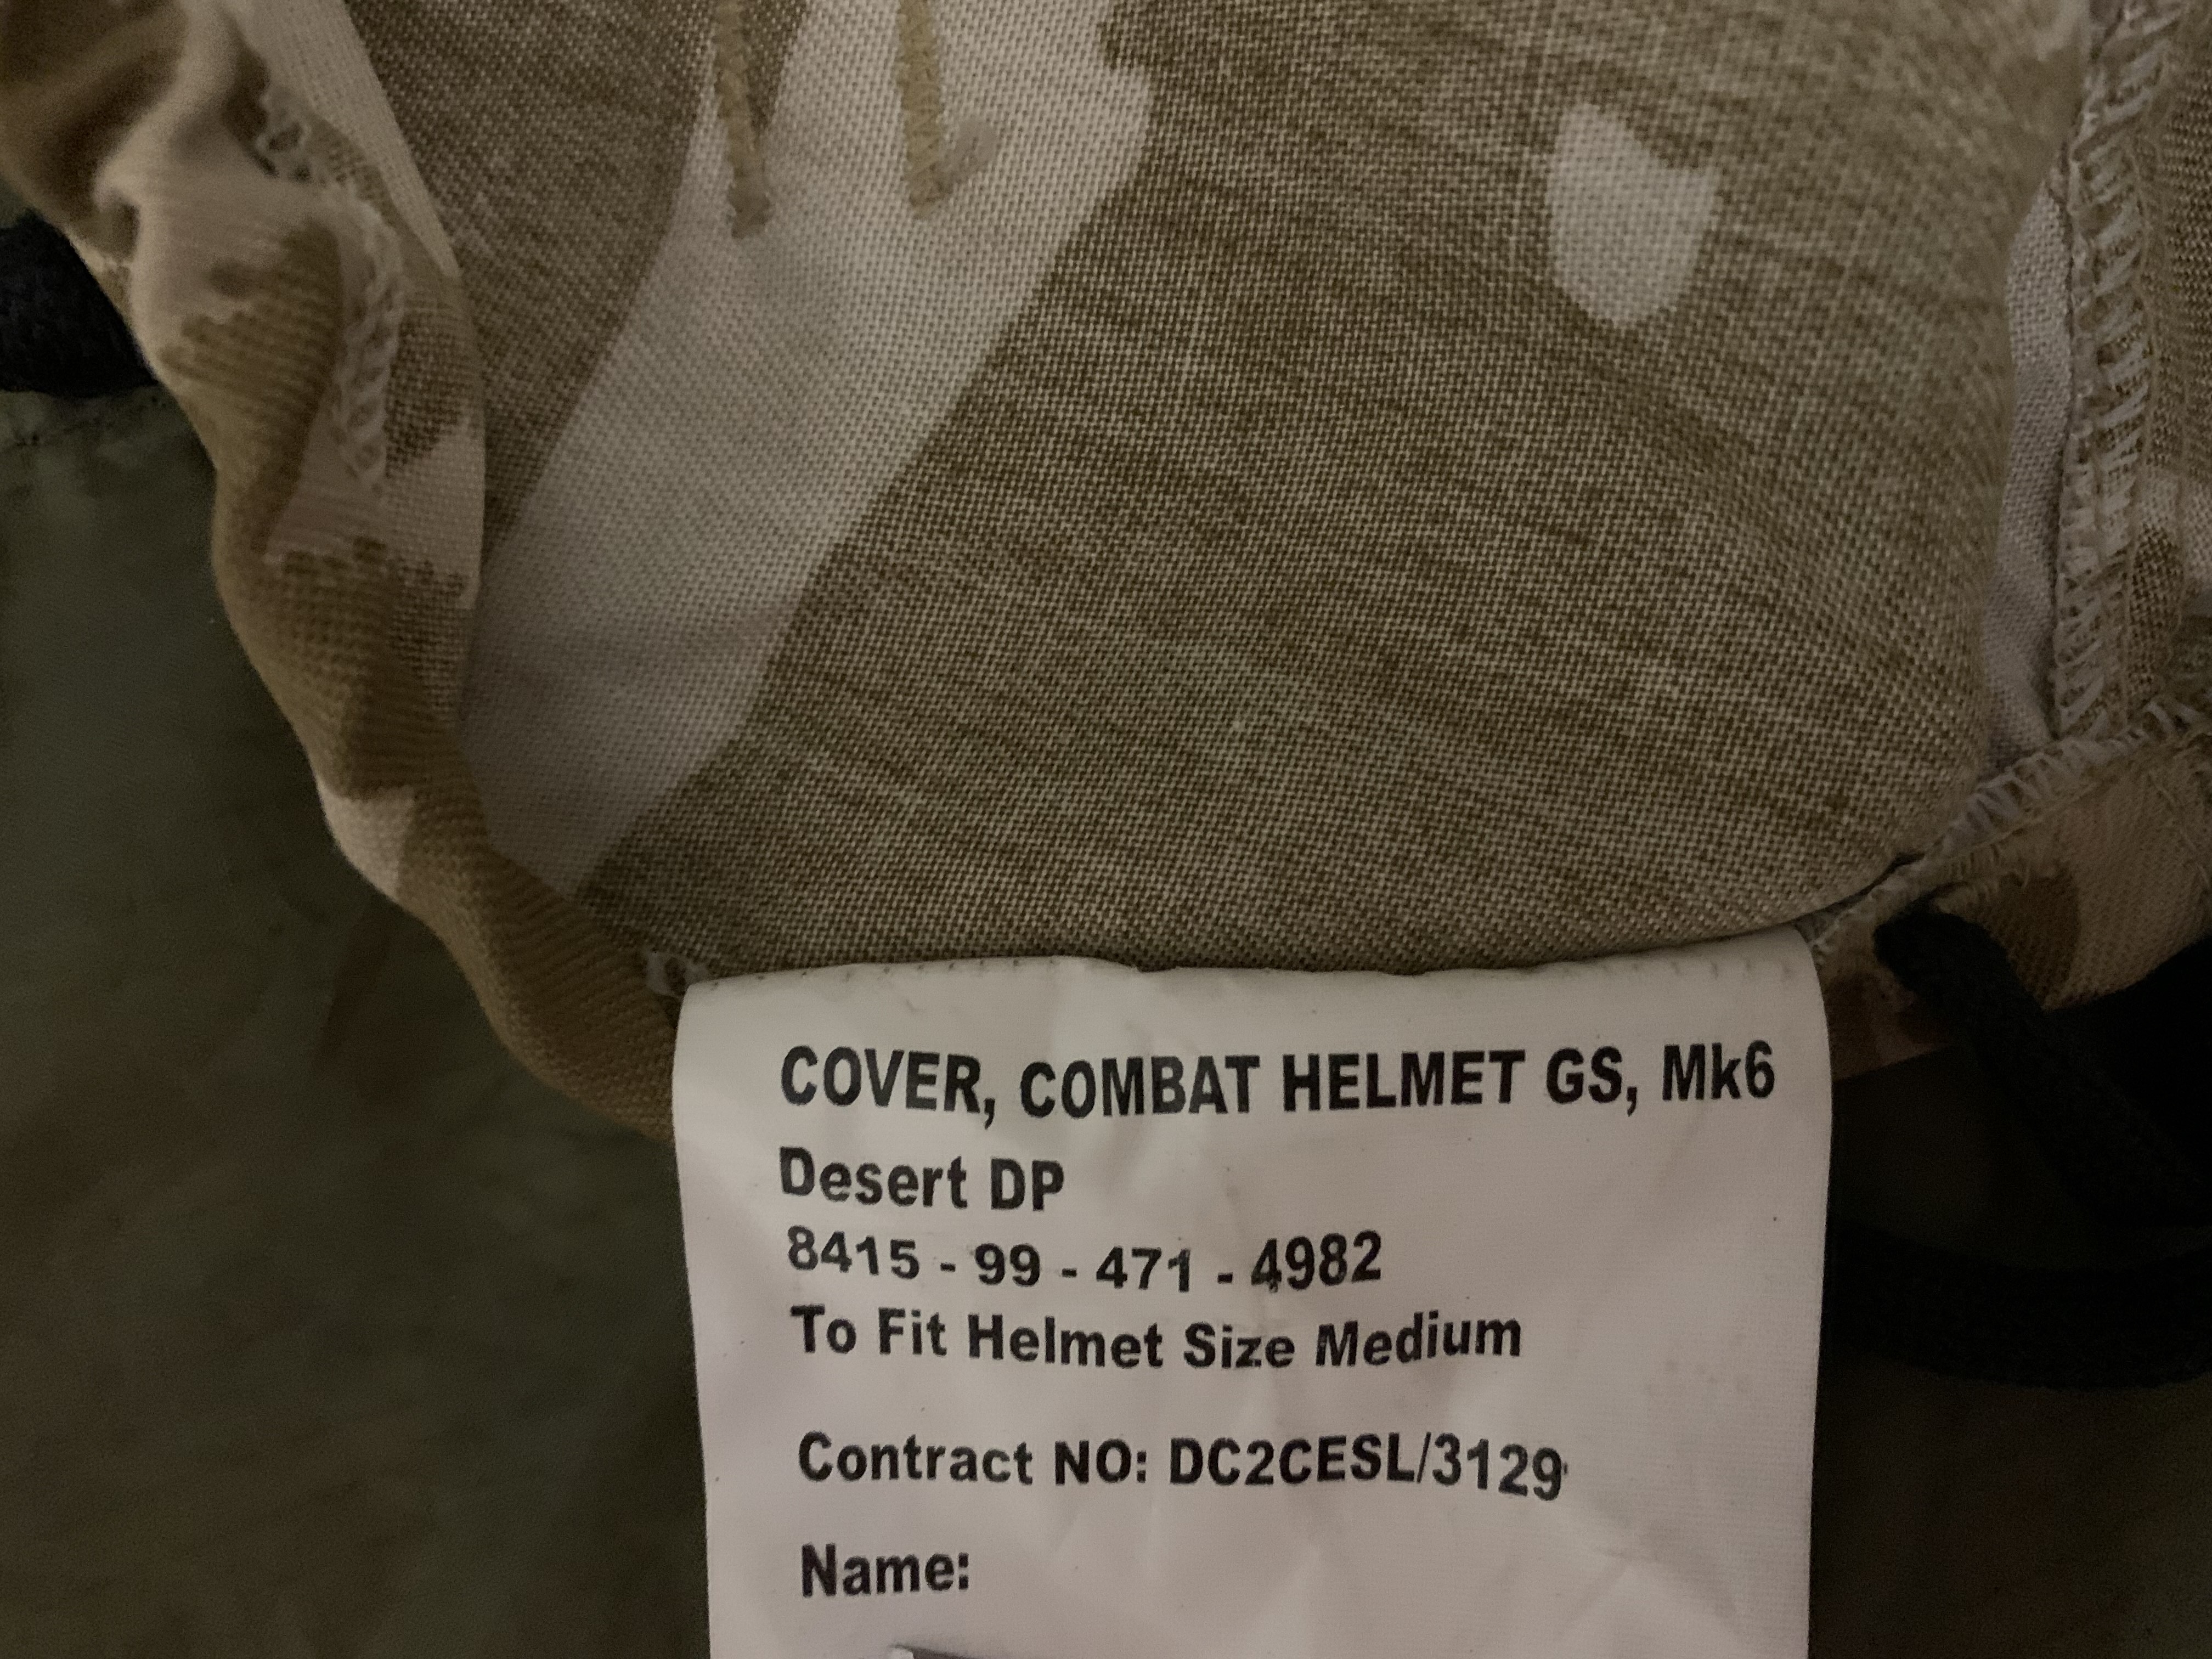 COVER, COMBAT HELMET GS, Mk6
Desert DP
8415 - 99 - 471 - 4982
To Fit Helmet Size Medium
Contract NO: DC2CESL/3129
Name: